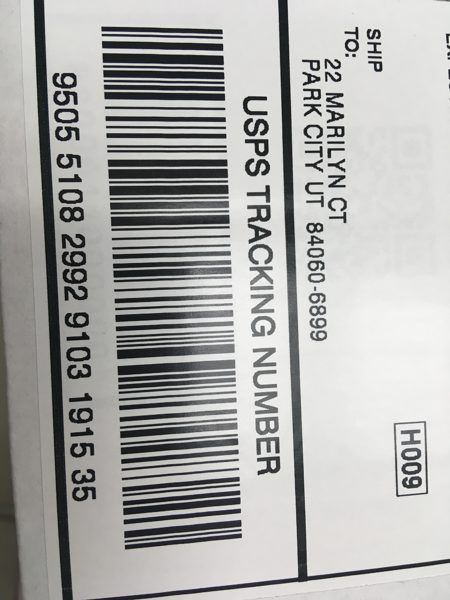 SHIP
TO:
22 MARILYN CT
PARK CITY UT 84060-6899
H009
USPS TRACKING NUMBER
9505 5108 2992 9103 1915 35